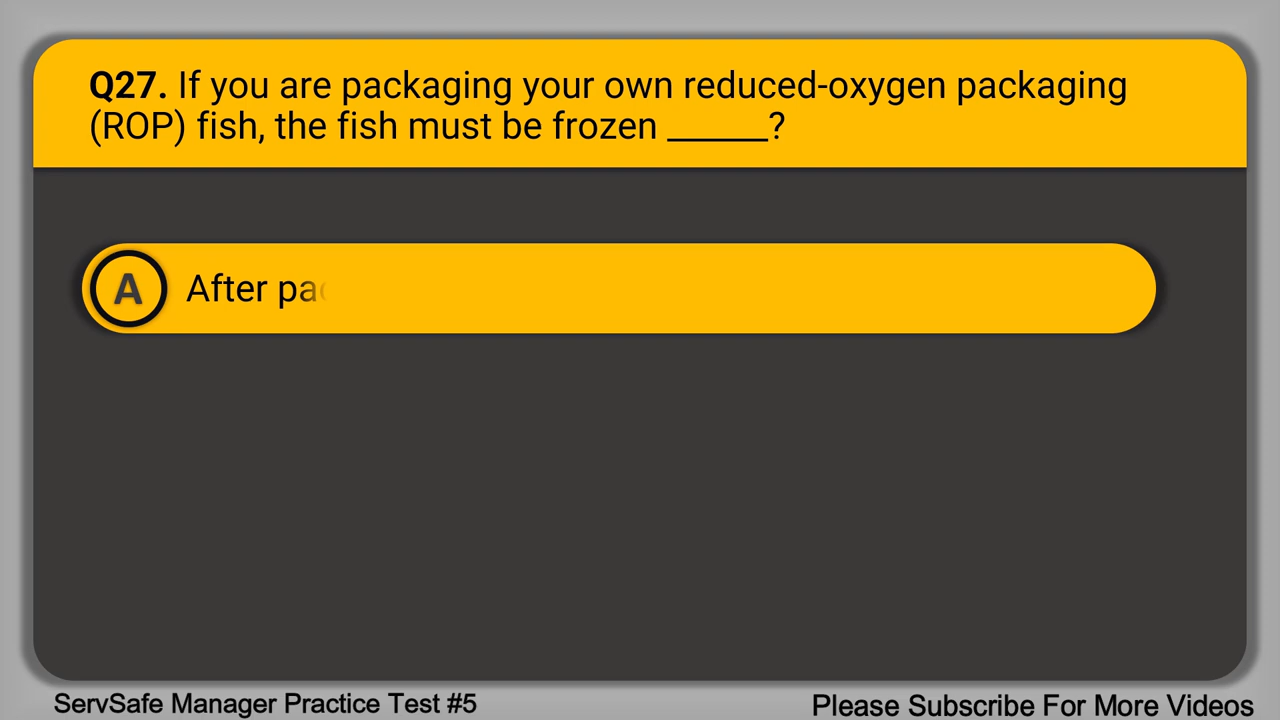 Q27. If you are packaging your own reduced-oxygen packaging
(ROP) fish, the fish must be frozen ______?
A After
ServSafe Manager Practice Test #5
Please Subscribe For More Videos